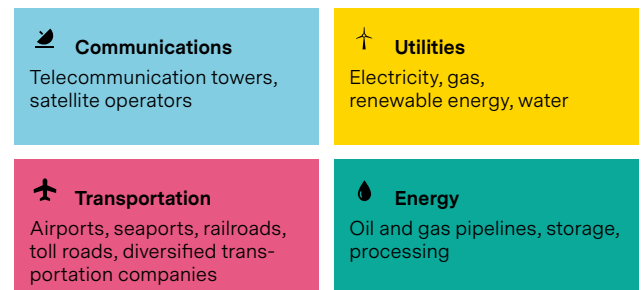 Communications
Telecommunication towers,
satellite operators
Utilities
Electricity, gas,
renewable energy, water
Transportation
Airports, seaports, railroads,
toll roads, diversified trans-
portation companies
Energy
Oil and gas pipelines, storage,
processing